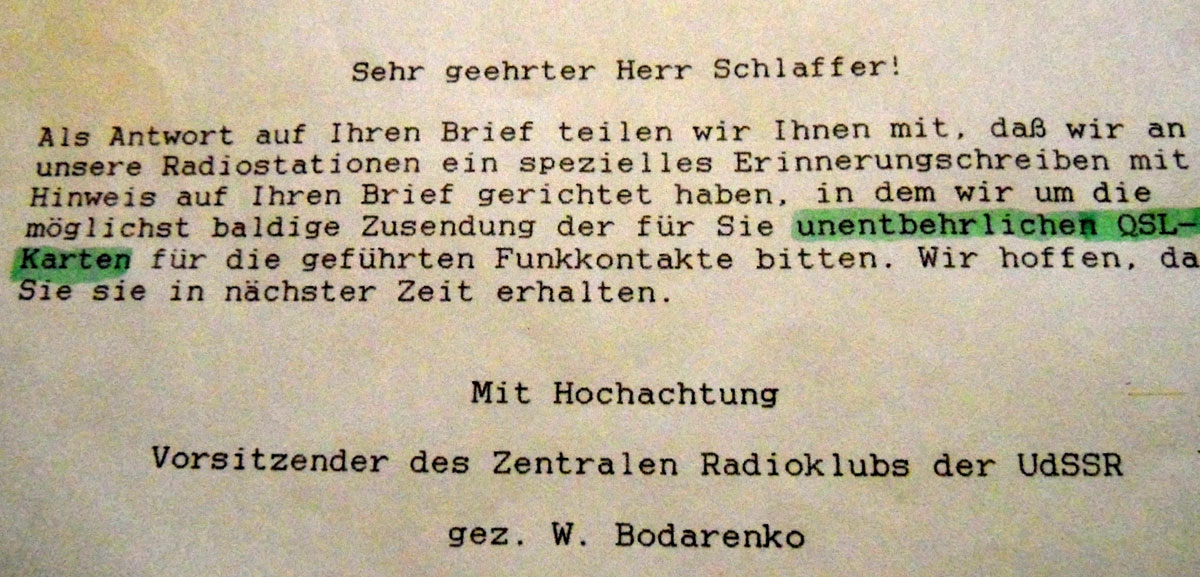 Sehr geehrter Herr Schlaffer!
Als Antwort auf Ihren Brief teilen wir Ihnen mit, daß wir an
unsere Radiostationen ein spezielles Erinnerungschreiben mit
Hinweis auf Ihren Brief gerichtet haben, in dem wir um die
möglichst baldige Zusendung der für Sie unentbehrlichen QSL-
Karten für die geführten Funkkontakte bitten. Wir hoffen, da
Sie sie in nächster Zeit erhalten.
Mit Hochachtung
Vorsitzender des Zentralen Radioklubs der UdSSR
gez. W. Bodarenko